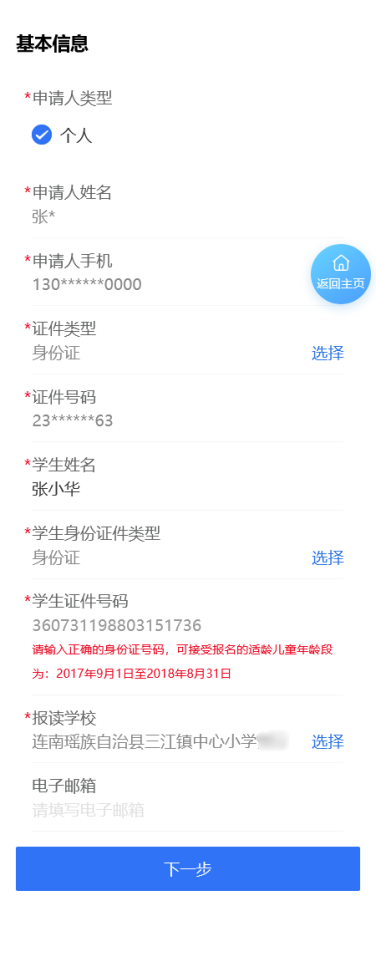 基本信息
*申请人类型
个人
*申请人姓名
张*
*申请人手机
130******0000
返回主页
*证件类型
身份证
选择
*证件号码
23******63
*学生姓名
张小华
*学生身份证件类型
身份证
选择
*学生证件号码
360731198803151736
请输入正确的身份证号码，可接受报名的适龄儿童年龄段
为：2017年9月1日至2018年8月31日
*报读学校
连南瑶族自治县三江镇中心小学
选择
电子邮箱
请填写电子邮箱
下一步